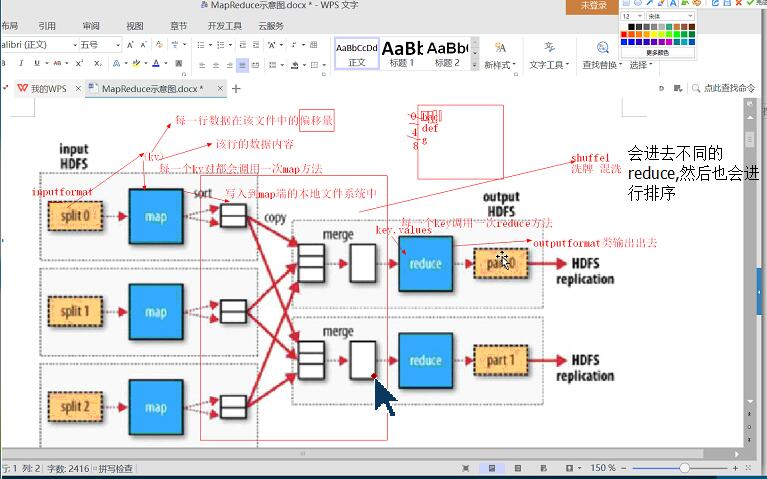 MapReduce示意图.docx * - WPS 文字
未登录
布局
引用
审阅
视图
章节
开发工具
云服务
12
宋体
更多颜色
alibri (正文)
五号
AaBbCcDd
正文
AaBb
标题 1
AaBb(
标题 2
新样式
文字工具
查找替换
选择
我的WPS
MapReduce示意图.docx *
点此查找命令
每一行数据在该文件中的偏移量
该行的数据内容
(kv)
每一个kv对都会调用一次map方法
写入到map端的本地文件系统中
inputformat
0
4
8
def
g
shuffel
洗牌 混洗
会进去不同的
reduce,然后也会进
行排序
input
HDFS
output
HDFS
每一个key调用一次reduce方法
key,values
outputformat类输出出去
split 0
map
sort
copy
merge
reduce
part 0
HDFS
replication
split 1
map
merge
reduce
part 1
HDFS
replication
split 2
map
行: 1 列: 2
字数: 2416
拼写检查
150 %